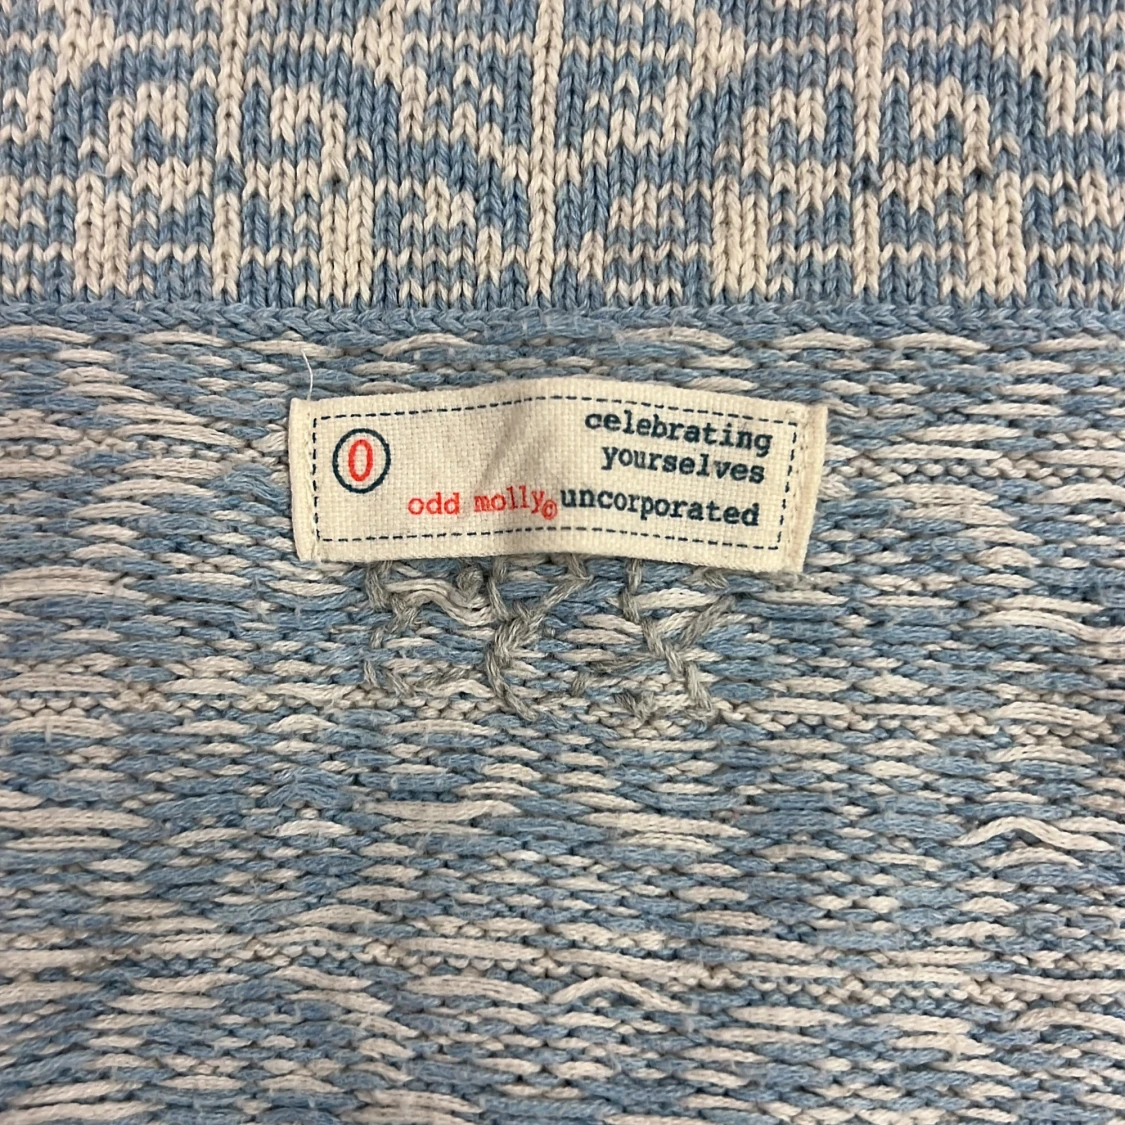 0
celebrating
yourselves
odd molly© uncorporated